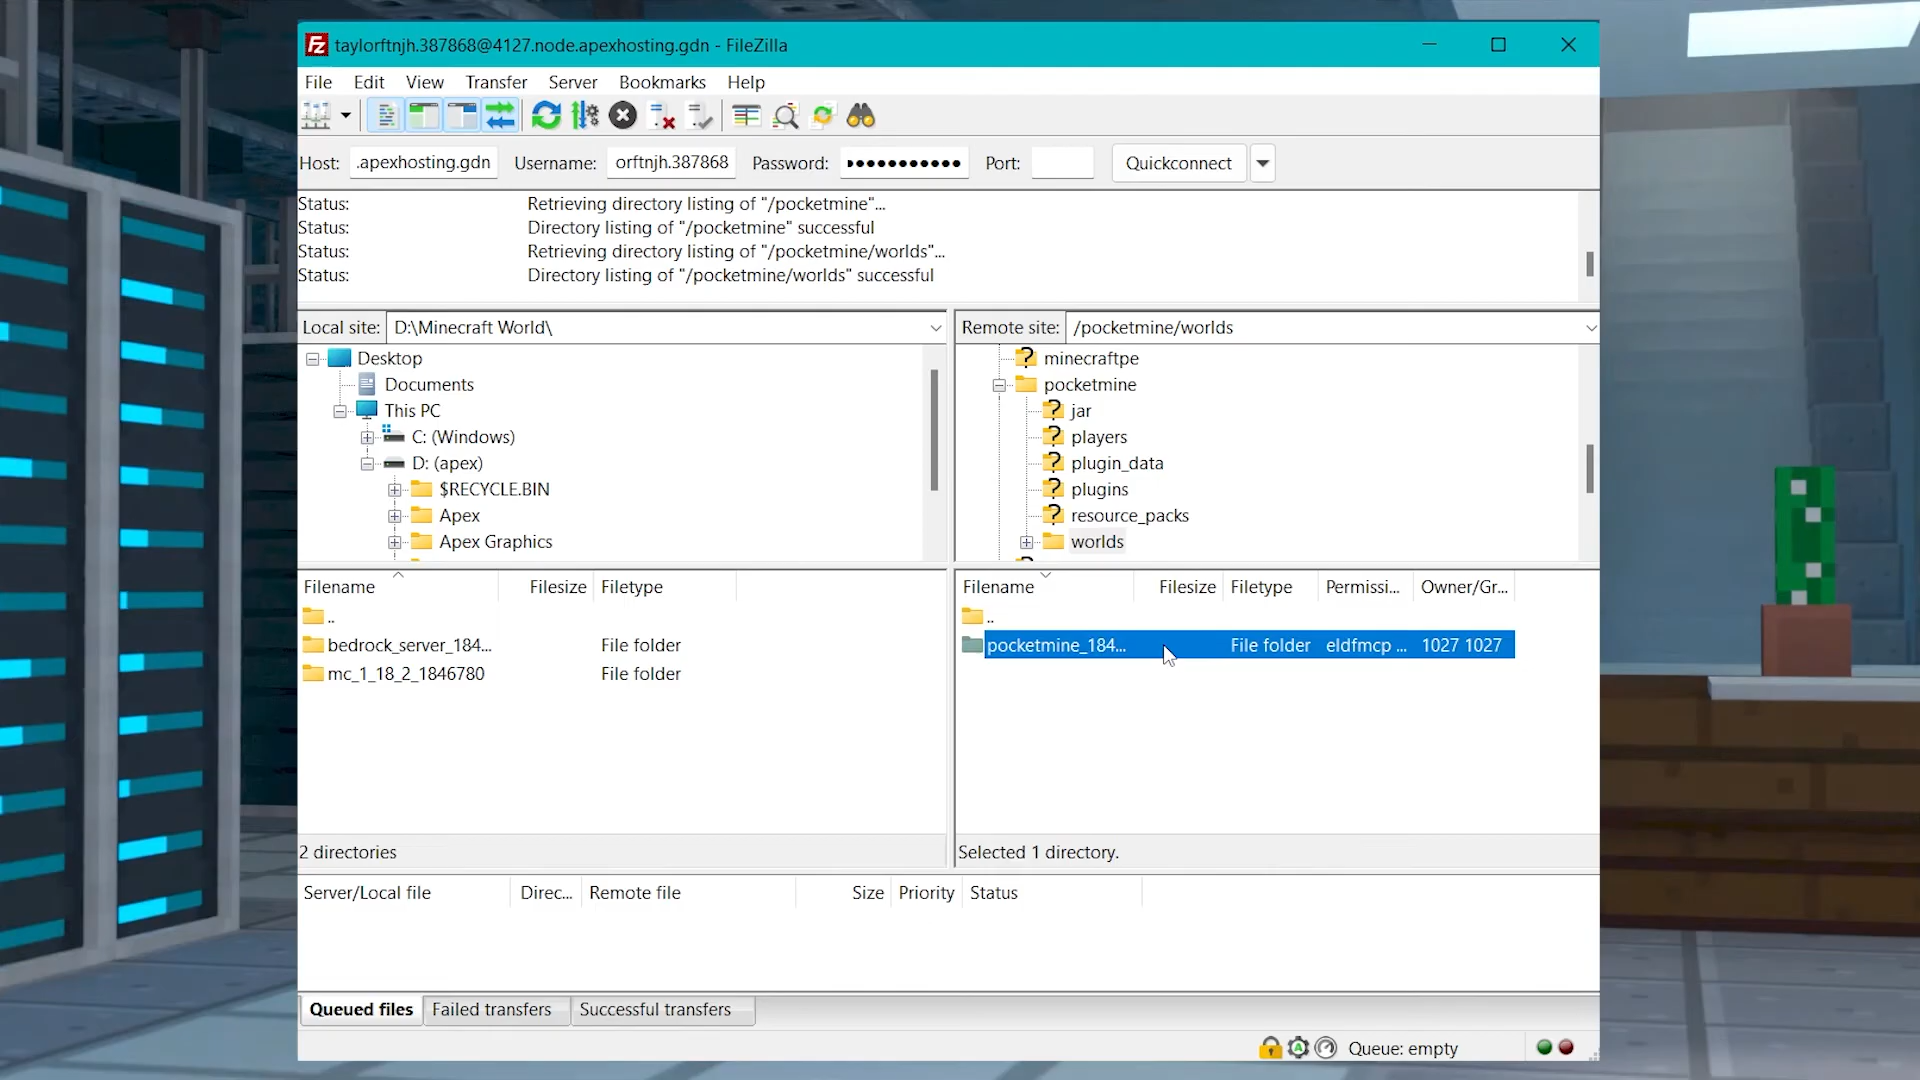 Fz taylorftnjh.387868@4127.node.apexhosting.gdn - FileZilla
File Edit View Transfer Server Bookmarks Help
Host: .apexhosting.gdn Username: orftnjh.387868 Password: ●●●●●●●●●●● Port: Quickconnect
Status: Retrieving directory listing of "/pocketmine"...
Status: Directory listing of "/pocketmine" successful
Status: Retrieving directory listing of "/pocketmine/worlds"...
Status: Directory listing of "/pocketmine/worlds" successful
Local site: D:\Minecraft World\
Desktop
Documents
This PC
C: (Windows)
D: (apex)
$RECYCLE.BIN
Apex
Apex Graphics
Remote site: /pocketmine/worlds
minecraftpe
pocketmine
jar
players
plugin_data
plugins
resource_packs
worlds
Filename Filesize Filetype
..
bedrock_server_184... File folder
mc_1_18_2_1846780 File folder
2 directories
Filename Filesize Filetype Permissi... Owner/Gr...
..
pocketmine_184... File folder eldfmcp ... 1027 1027
Selected 1 directory.
Server/Local file Direc... Remote file Size Priority Status
Queued files Failed transfers Successful transfers
Queue: empty